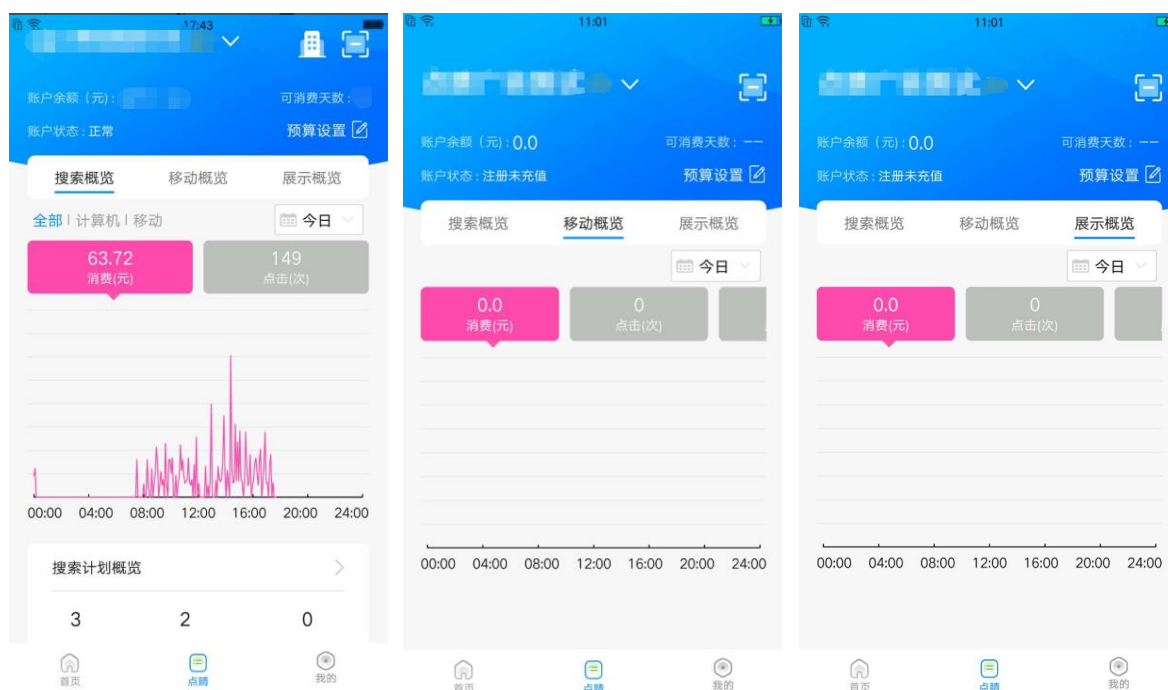 17:43
账户余额（元）:
可消费天数:
账户状态:正常
预算设置
搜索概览 移动概览 展示概览
全部 | 计算机 | 移动
今日
63.72
消费(元)
149
点击(次)
00:00 04:00 08:00 12:00 16:00 20:00 24:00
搜索计划概览
3 2 0
首页 点睛 我的
11:01
账户余额（元）:0.0
可消费天数: --
账户状态:注册未充值
预算设置
搜索概览 移动概览 展示概览
今日
0.0
消费(元)
0
点击(次)
00:00 04:00 08:00 12:00 16:00 20:00 24:00
首页 点睛 我的
11:01
账户余额（元）:0.0
可消费天数: --
账户状态:注册未充值
预算设置
搜索概览 移动概览 展示概览
今日
0.0
消费(元)
0
点击(次)
00:00 04:00 08:00 12:00 16:00 20:00 24:00
首页 点睛 我的